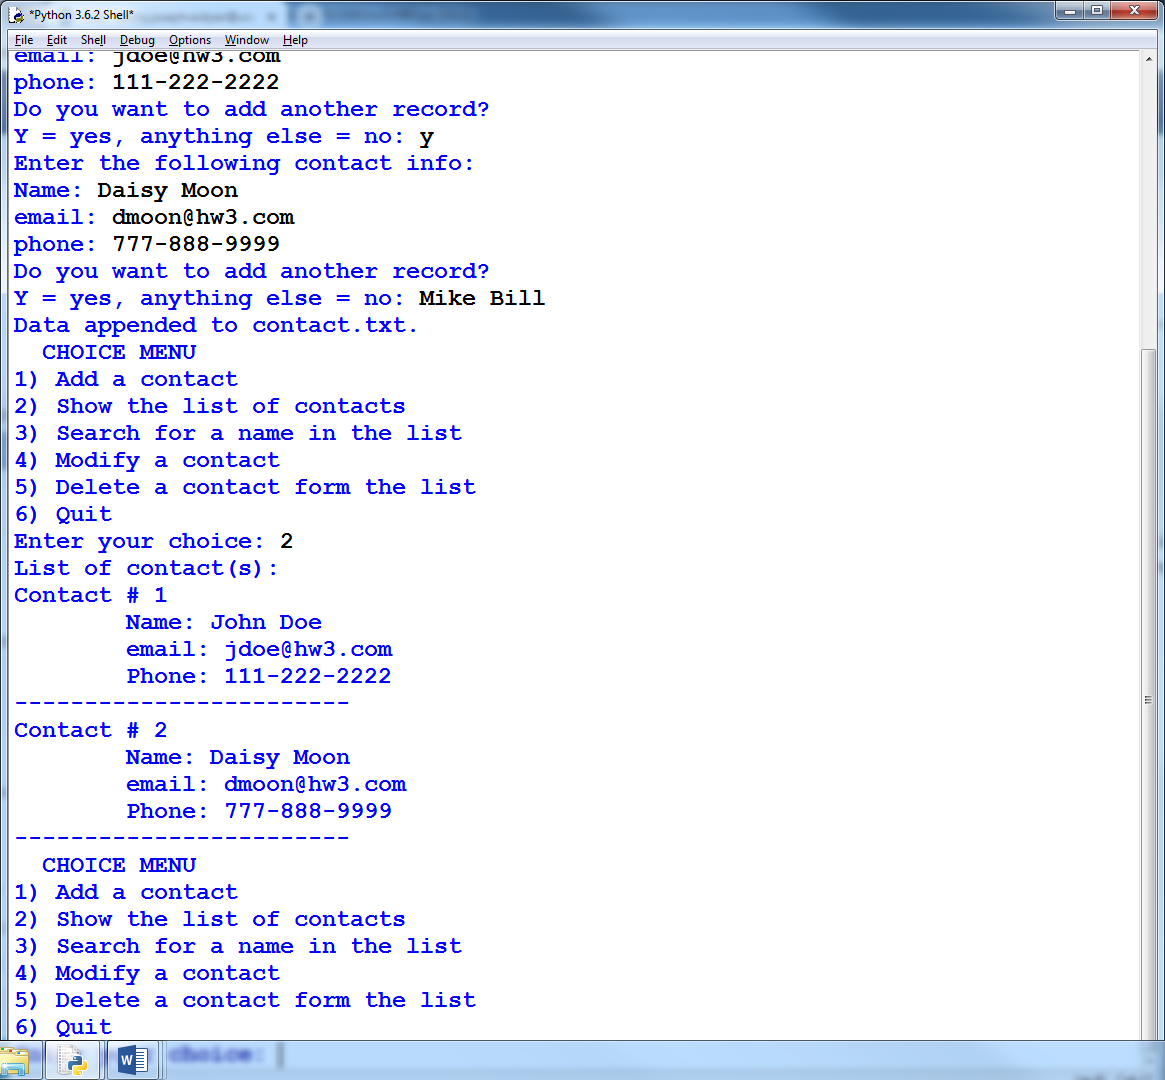 *Python 3.6.2 Shell*
File Edit Shell Debug Options Window Help
email: jdoe@hw3.com
phone: 111-222-2222
Do you want to add another record?
Y = yes, anything else = no: y
Enter the following contact info:
Name: Daisy Moon
email: dmoon@hw3.com
phone: 777-888-9999
Do you want to add another record?
Y = yes, anything else = no: Mike Bill
Data appended to contact.txt.
CHOICE MENU
1) Add a contact
2) Show the list of contacts
3) Search for a name in the list
4) Modify a contact
5) Delete a contact form the list
6) Quit
Enter your choice: 2
List of contact(s):
Contact # 1
Name: John Doe
email: jdoe@hw3.com
Phone: 111-222-2222
------------------------
Contact # 2
Name: Daisy Moon
email: dmoon@hw3.com
Phone: 777-888-9999
------------------------
CHOICE MENU
1) Add a contact
2) Show the list of contacts
3) Search for a name in the list
4) Modify a contact
5) Delete a contact form the list
6) Quit
choice: